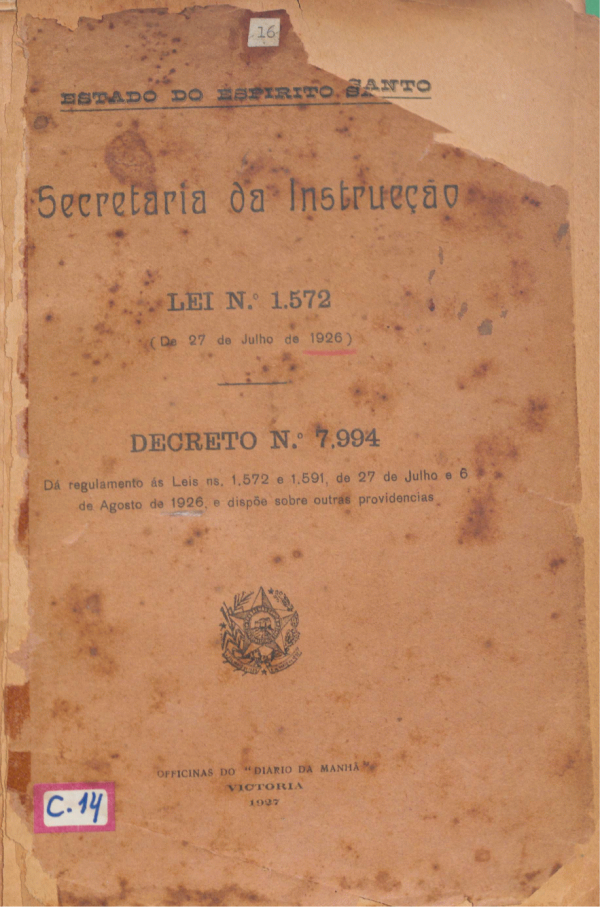 16
ESTADO DO ESPIRITO SANTO
Secretaria da Instrucção
LEI N.º 1.572
(De 27 de Julho de 1926)
DECRETO N.º 7.994
Dá regulamento ás Leis ns. 1.572 e 1.591, de 27 de Julho e 6
de Agosto de 1926, e dispõe sobre outras providencias
OFFICINAS DO "DIARIO DA MANHÃ"
VICTORIA
1927
C.14